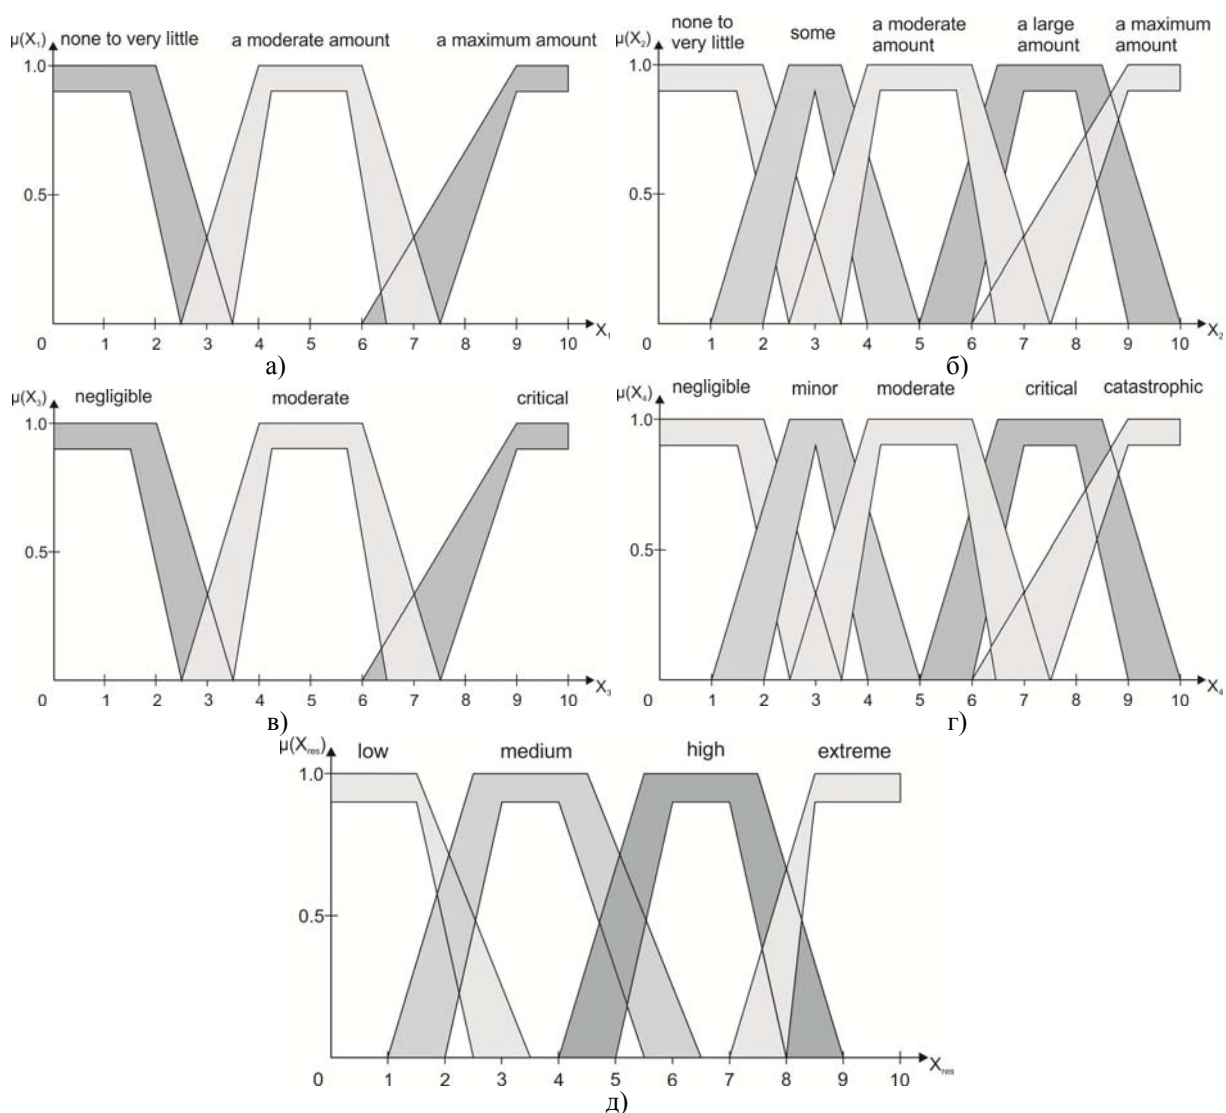 μ(X₁) none to very little a moderate amount a maximum amount
1.0
0.5
0 1 2 3 4 5 6 7 8 9 10 X₁
а)
μ(X₂) none to very little some a moderate amount a large amount a maximum amount
1.0
0.5
0 1 2 3 4 5 6 7 8 9 10 X₂
б)
μ(X₃) negligible moderate critical
1.0
0.5
0 1 2 3 4 5 6 7 8 9 10 X₃
в)
μ(X₄) negligible minor moderate critical catastrophic
1.0
0.5
0 1 2 3 4 5 6 7 8 9 10 X₄
г)
μ(Xres) low medium high extreme
1.0
0.5
0 1 2 3 4 5 6 7 8 9 10 Xres
д)